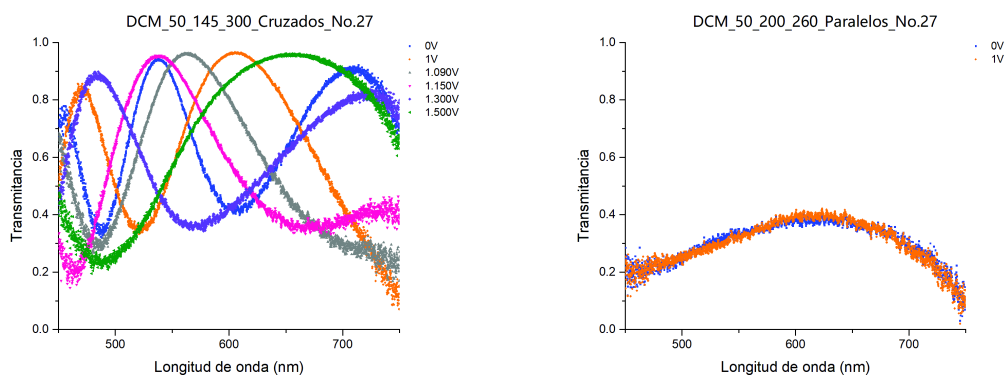 DCM_50_145_300_Cruzados_No.27
1.0
0.8
0.6
0.4
0.2
0.0
Transmitancia
500
600
700
Longitud de onda (nm)
0V
1V
1.090V
1.150V
1.300V
1.500V
DCM_50_200_260_Paralelos_No.27
1.0
0.8
0.6
0.4
0.2
0.0
Transmitancia
500
600
700
Longitud de onda (nm)
0V
1V